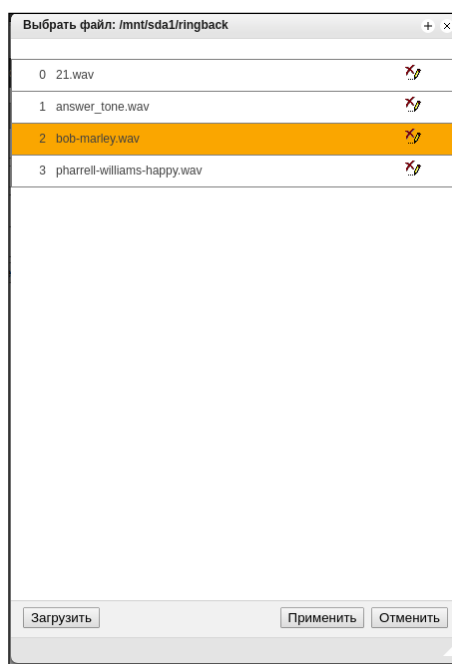 Выбрать файл: /mnt/sda1/ringback
0 21.wav
1 answer_tone.wav
2 bob-marley.wav
3 pharrell-williams-happy.wav
Загрузить Применить Отменить